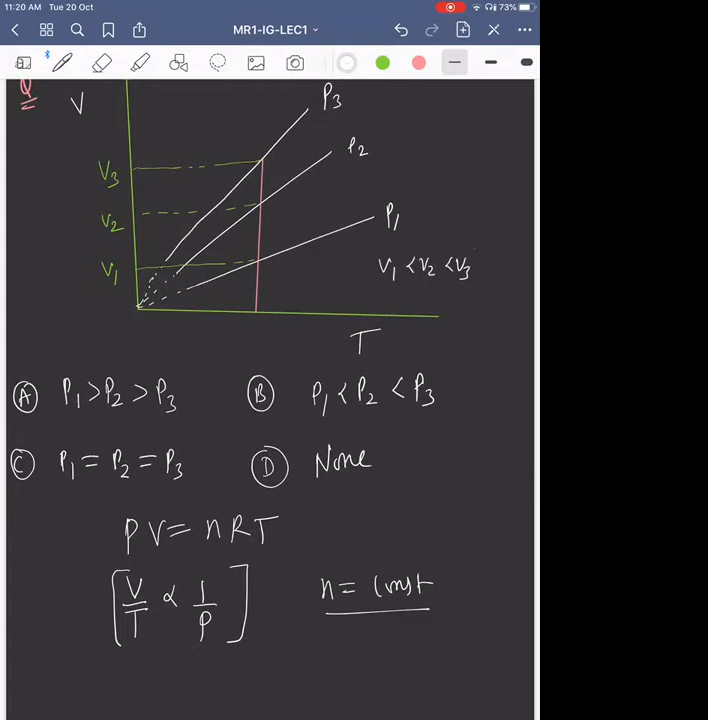 11:20 AM Tue 20 Oct 73%
MR1-IG-LEC1
Q
V
P3
P2
V3
V2
P1
V1
V1 < V2 < V3
T
A P1 > P2 > P3
B P1 < P2 < P3
C P1 = P2 = P3
D None
PV = nRT
[V/T ∝ 1/P]
n = const